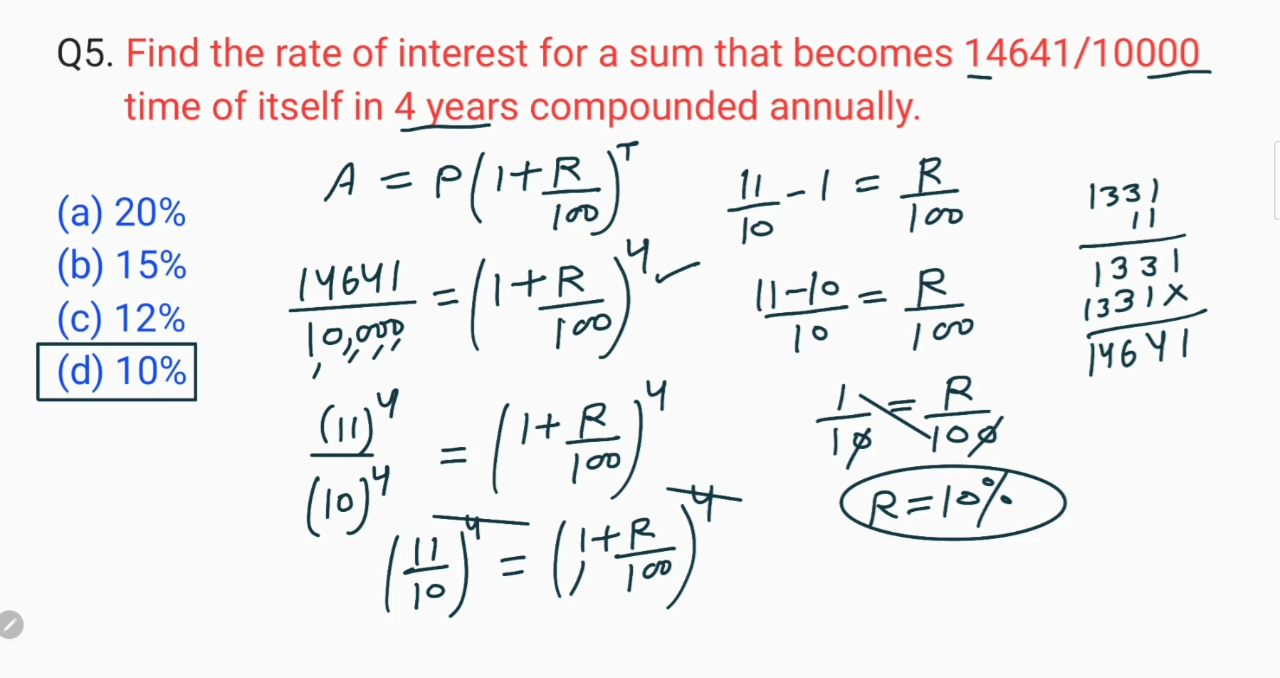 Q5. Find the rate of interest for a sum that becomes 14641/10000
time of itself in 4 years compounded annually.
(a) 20%
(b) 15%
(c) 12%
(d) 10%
A = P(1+R/100)^T
14641/10,000 = (1+R/100)^4 ✓
(11)^4/(10)^4 = (1+R/100)^4
(11/10)^4 = (1+R/100)^4
11/10 - 1 = R/100
11-10/10 = R/100
1/10 = R/100
R=10%
1331
11
1331
1331x
14641